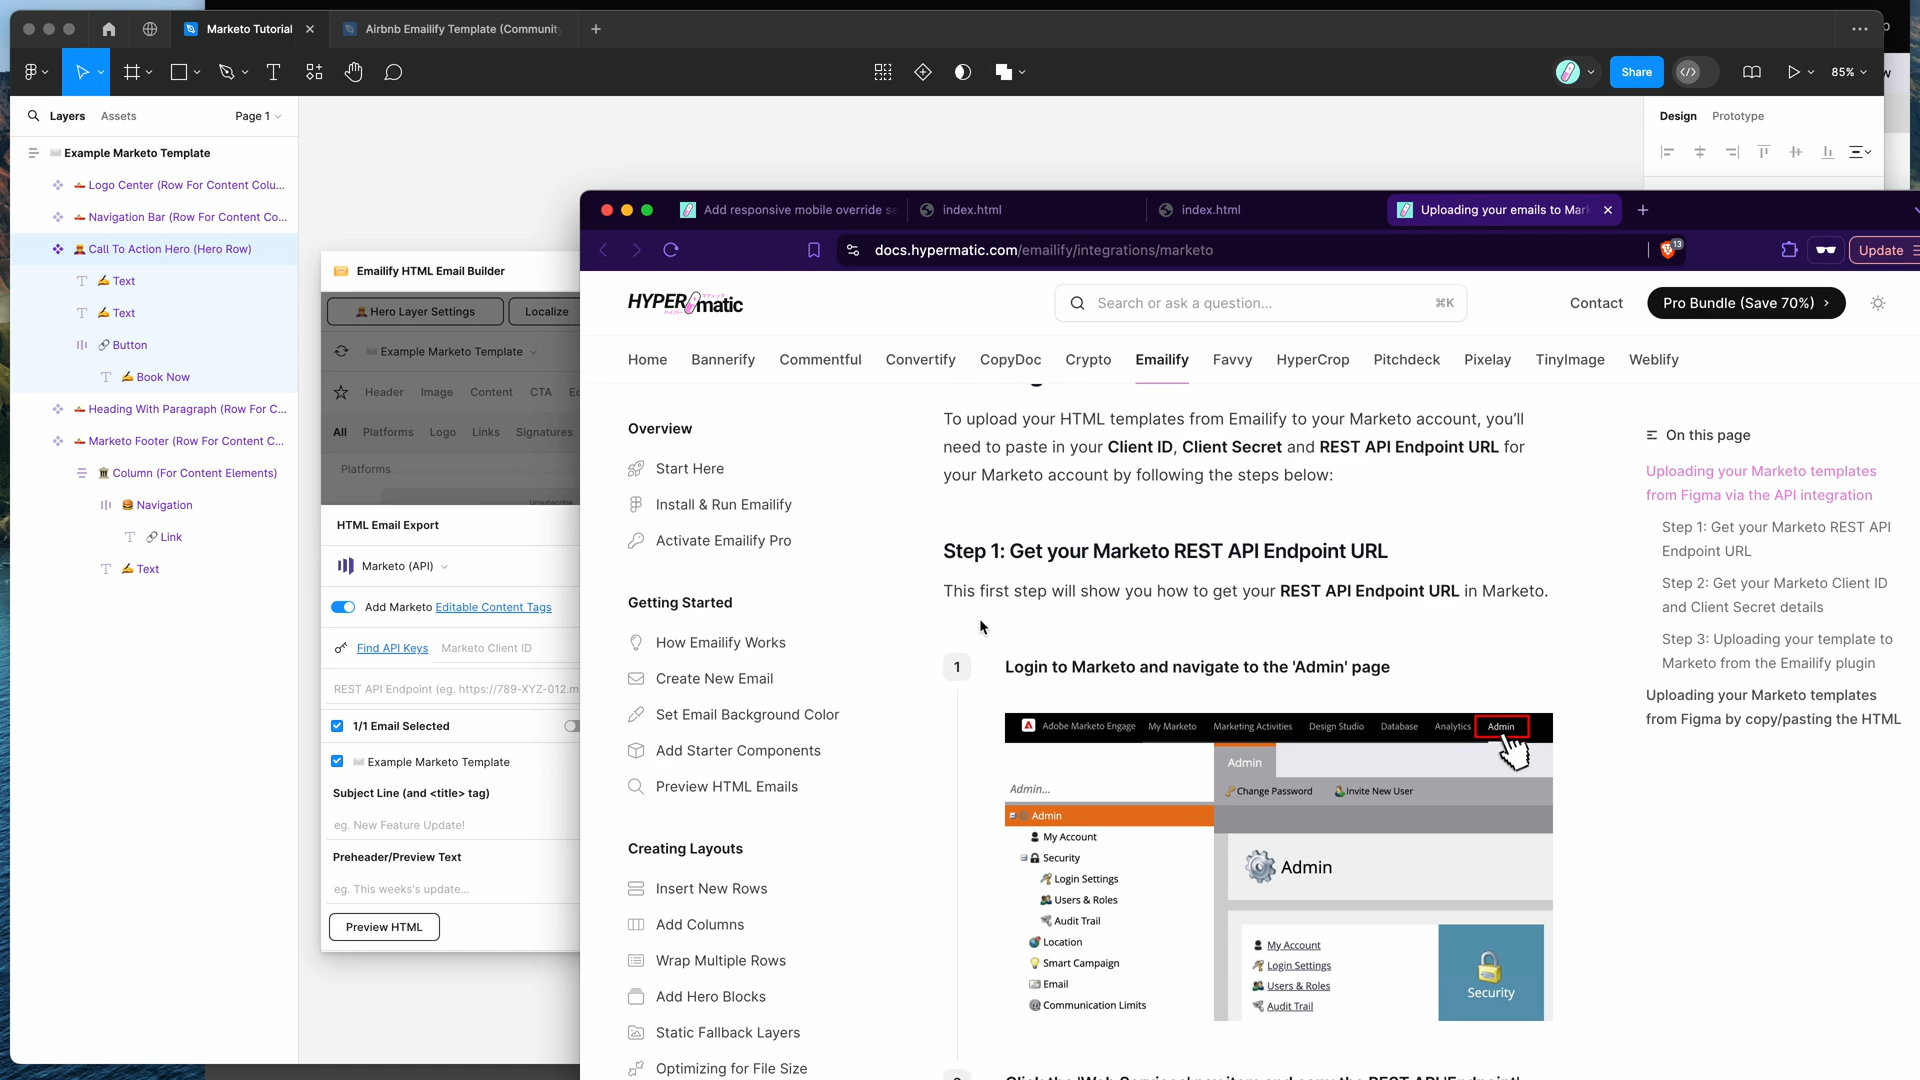 Marketo Tutorial
Airbnb Emailify Template (Communit
Share
85%
Layers
Assets
Page 1
Design
Prototype
Example Marketo Template
Logo Center (Row For Content Colu...
Navigation Bar (Row For Content Co...
Call To Action Hero (Hero Row)
Text
Text
Button
Book Now
Heading With Paragraph (Row For C...
Marketo Footer (Row For Content C...
Column (For Content Elements)
Navigation
Link
Text
Emailify HTML Email Builder
Hero Layer Settings
Localize
Example Marketo Template
Header
Image
Content
CTA
All
Platforms
Logo
Links
Signatures
Platforms
Unsubscribe
HTML Email Export
Marketo (API)
Add Marketo Editable Content Tags
Find API Keys
Marketo Client ID
REST API Endpoint (eg. https://789-XYZ-012.m
1/1 Email Selected
Example Marketo Template
Subject Line (and <title> tag)
eg. New Feature Update!
Preheader/Preview Text
eg. This weeks's update...
Preview HTML
Add responsive mobile override se
index.html
index.html
Uploading your emails to Mark
docs.hypermatic.com/emailify/integrations/marketo
13
Update
HYPERmatic
Search or ask a question...
⌘K
Contact
Pro Bundle (Save 70%)
Home
Bannerify
Commentful
Convertify
CopyDoc
Crypto
Emailify
Favvy
HyperCrop
Pitchdeck
Pixelay
TinyImage
Weblify
Overview
Start Here
Install & Run Emailify
Activate Emailify Pro
Getting Started
How Emailify Works
Create New Email
Set Email Background Color
Add Starter Components
Preview HTML Emails
Creating Layouts
Insert New Rows
Add Columns
Wrap Multiple Rows
Add Hero Blocks
Static Fallback Layers
Optimizing for File Size
To upload your HTML templates from Emailify to your Marketo account, you'll
need to paste in your Client ID, Client Secret and REST API Endpoint URL for
your Marketo account by following the steps below:
Step 1: Get your Marketo REST API Endpoint URL
This first step will show you how to get your REST API Endpoint URL in Marketo.
1
Login to Marketo and navigate to the 'Admin' page
Adobe Marketo Engage
My Marketo
Marketing Activities
Design Studio
Database
Analytics
Admin
Admin
Admin...
Change Password
Invite New User
Admin
My Account
Security
Login Settings
Users & Roles
Audit Trail
Location
Smart Campaign
Email
Communication Limits
Admin
My Account
Login Settings
Users & Roles
Audit Trail
Security
On this page
Uploading your Marketo templates
from Figma via the API integration
Step 1: Get your Marketo REST API
Endpoint URL
Step 2: Get your Marketo Client ID
and Client Secret details
Step 3: Uploading your template to
Marketo from the Emailify plugin
Uploading your Marketo templates
from Figma by copy/pasting the HTML